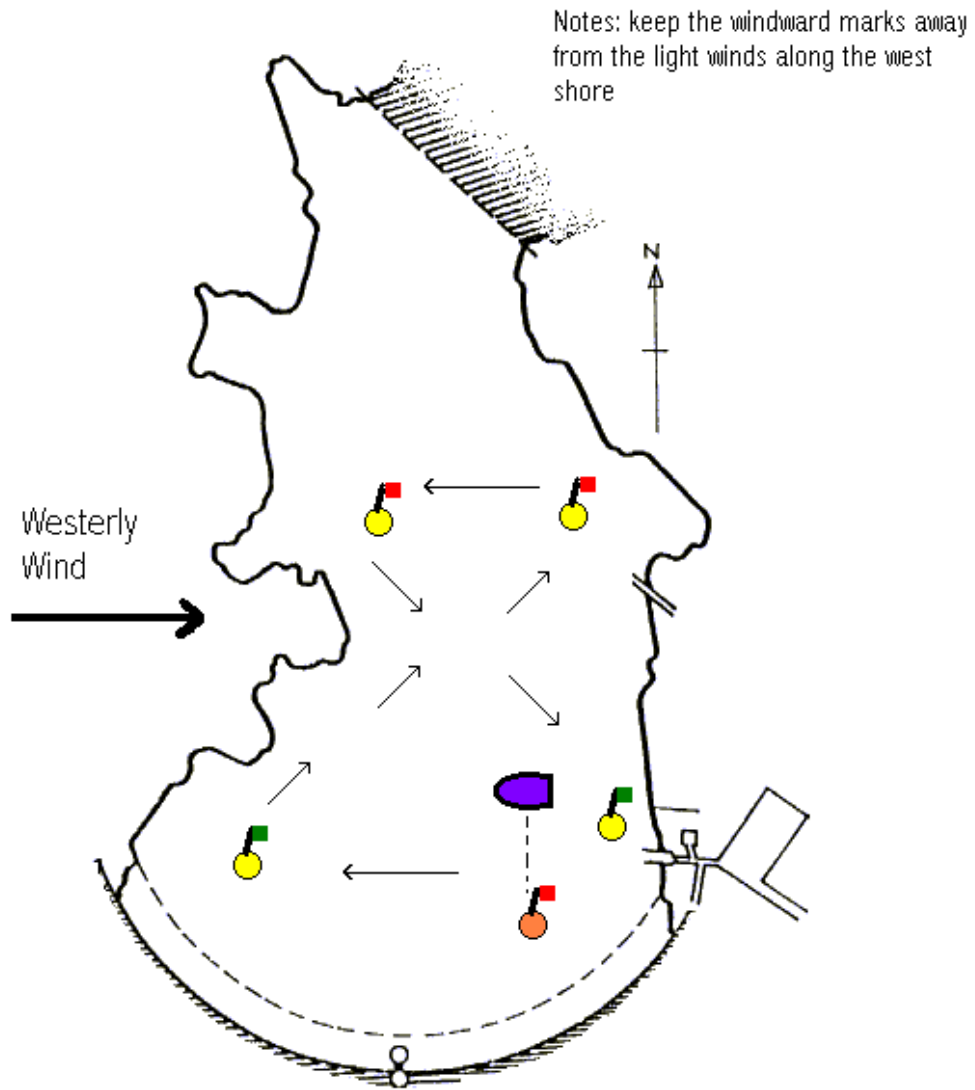 Notes: keep the windward marks away
from the light winds along the west
shore
N
Westerly
Wind